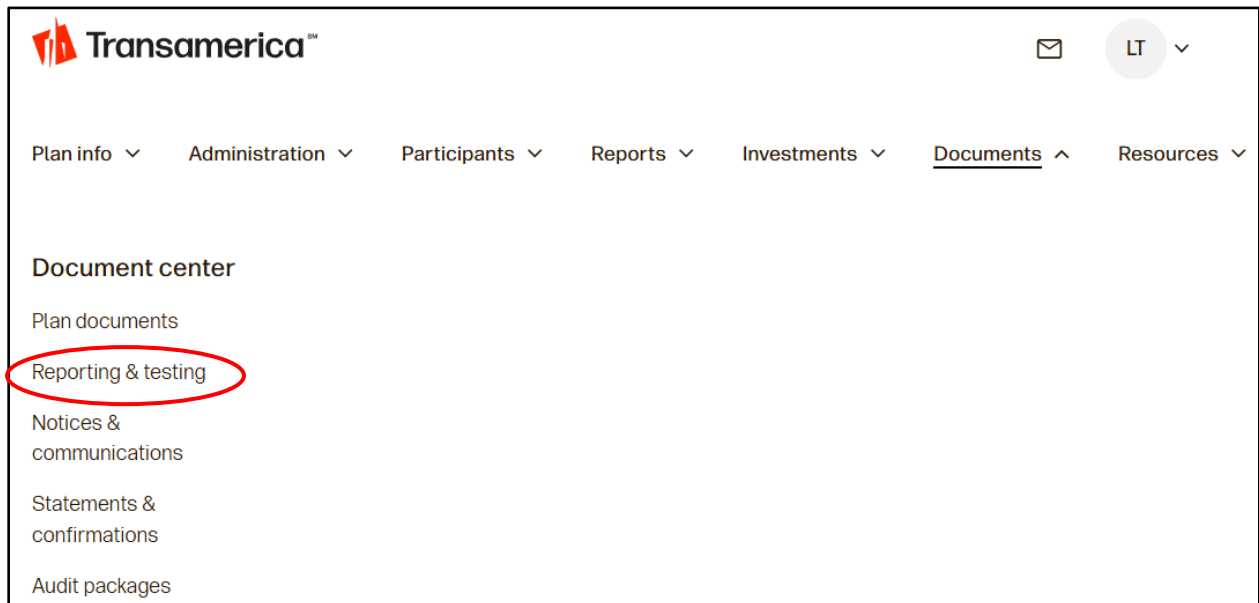 Transamerica℠
LT
Plan info
Administration
Participants
Reports
Investments
Documents
Resources
Document center
Plan documents
Reporting & testing
Notices &
communications
Statements &
confirmations
Audit packages